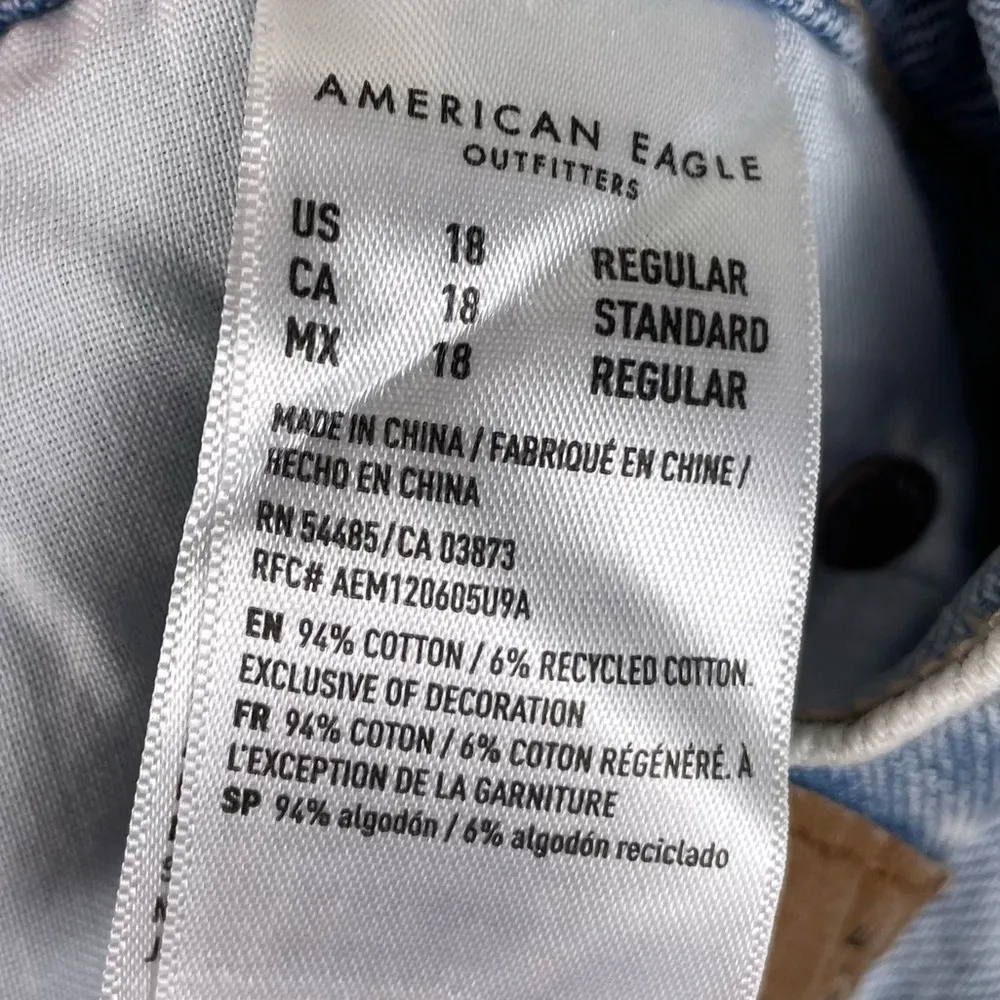 AMERICAN EAGLE
OUTFITTERS
US 18 REGULAR
CA 18 STANDARD
MX 18 REGULAR
MADE IN CHINA / FABRIQUÉ EN CHINE /
HECHO EN CHINA
RN 54485/CA 03873
RFC# AEM120605U9A
EN 94% COTTON / 6% RECYCLED COTTON.
EXCLUSIVE OF DECORATION
FR 94% COTON / 6% COTON RÉGÉNÉRÉ. À
L'EXCEPTION DE LA GARNITURE
SP 94% algodón / 6% algodón reciclado